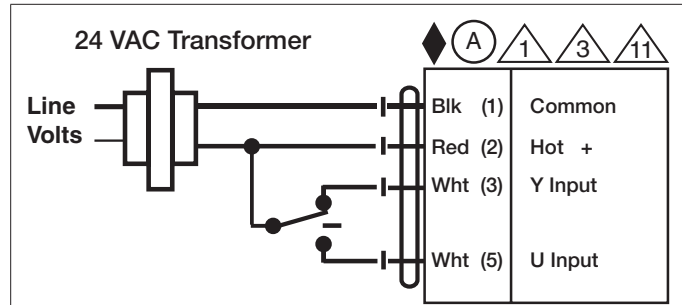 24 VAC Transformer
A 1 3 11
Line
Volts
Blk (1) Common
Red (2) Hot +
Wht (3) Y Input
Wht (5) U Input